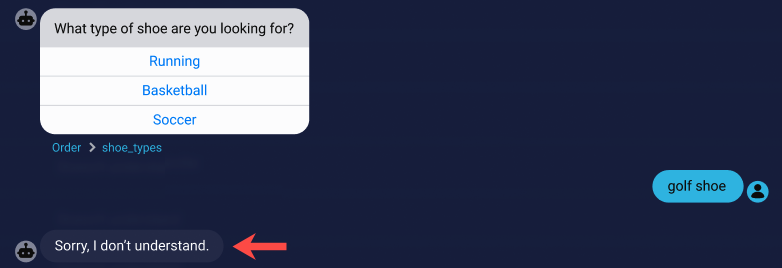 What type of shoe are you looking for?
Running
Basketball
Soccer
Order > shoe_types
golf shoe
Sorry, I don't understand.